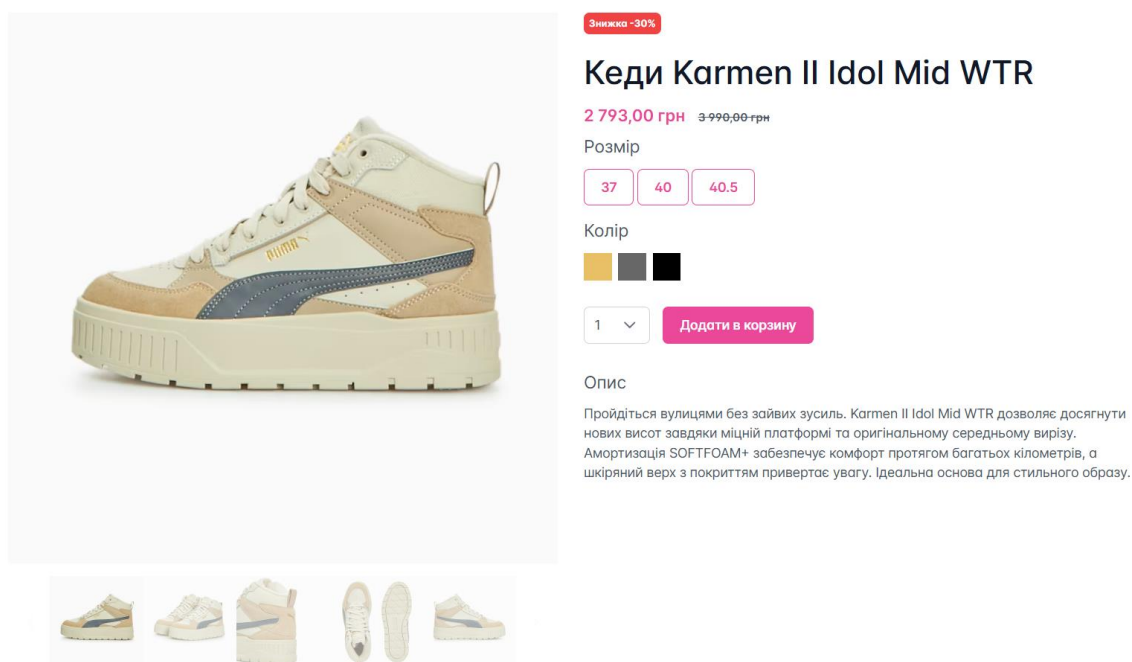 Знижка -30%
Кеди Karmen II Idol Mid WTR
2 793,00 грн 3 990,00 грн
Розмір
37 40 40.5
Колір
1 Додати в корзину
Опис
Пройдіться вулицями без зайвих зусиль. Karmen II Idol Mid WTR дозволяє досягнути
нових висот завдяки міцній платформі та оригінальному середньому вирізу.
Амортизація SOFTFOAM+ забезпечує комфорт протягом багатьох кілометрів, а
шкіряний верх з покриттям привертає увагу. Ідеальна основа для стильного образу.
PUMA